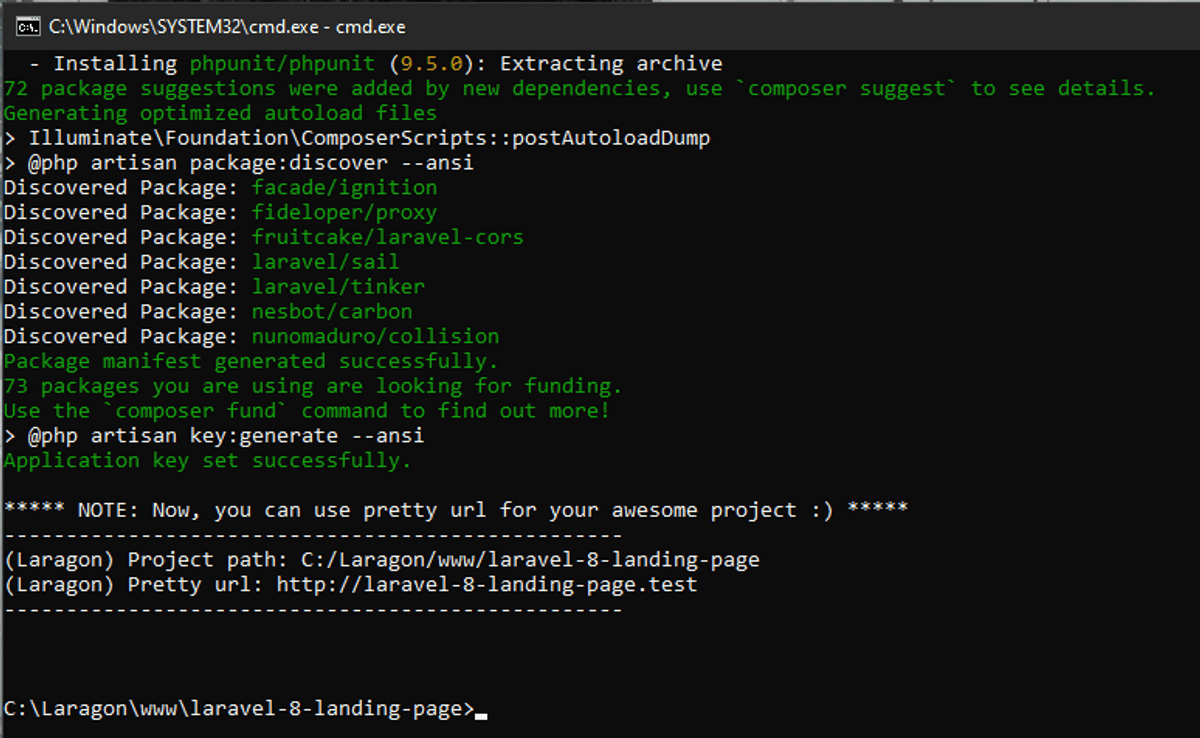 C:\Windows\SYSTEM32\cmd.exe - cmd.exe
- Installing phpunit/phpunit (9.5.0): Extracting archive
72 package suggestions were added by new dependencies, use `composer suggest` to see details.
Generating optimized autoload files
> Illuminate\Foundation\ComposerScripts::postAutoloadDump
> @php artisan package:discover --ansi
Discovered Package: facade/ignition
Discovered Package: fideloper/proxy
Discovered Package: fruitcake/laravel-cors
Discovered Package: laravel/sail
Discovered Package: laravel/tinker
Discovered Package: nesbot/carbon
Discovered Package: nunomaduro/collision
Package manifest generated successfully.
73 packages you are using are looking for funding.
Use the `composer fund` command to find out more!
> @php artisan key:generate --ansi
Application key set successfully.
***** NOTE: Now, you can use pretty url for your awesome project :) *****
--------------------------------------------------
(Laragon) Project path: C:/Laragon/www/laravel-8-landing-page
(Laragon) Pretty url: http://laravel-8-landing-page.test
--------------------------------------------------
C:\Laragon\www\laravel-8-landing-page>